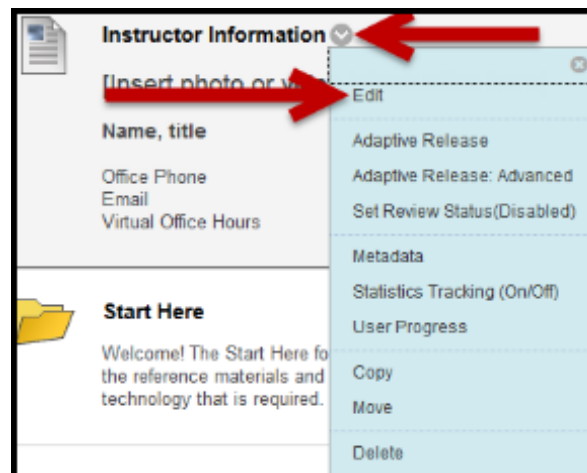 Instructor Information
[Insert photo or
Edit
Name, title
Adaptive Release
Office Phone
Adaptive Release: Advanced
Email
Set Review Status(Disabled)
Virtual Office Hours
Metadata
Statistics Tracking (On/Off)
Start Here
User Progress
Welcome! The Start Here fo
Copy
the reference materials and
Move
technology that is required.
Delete